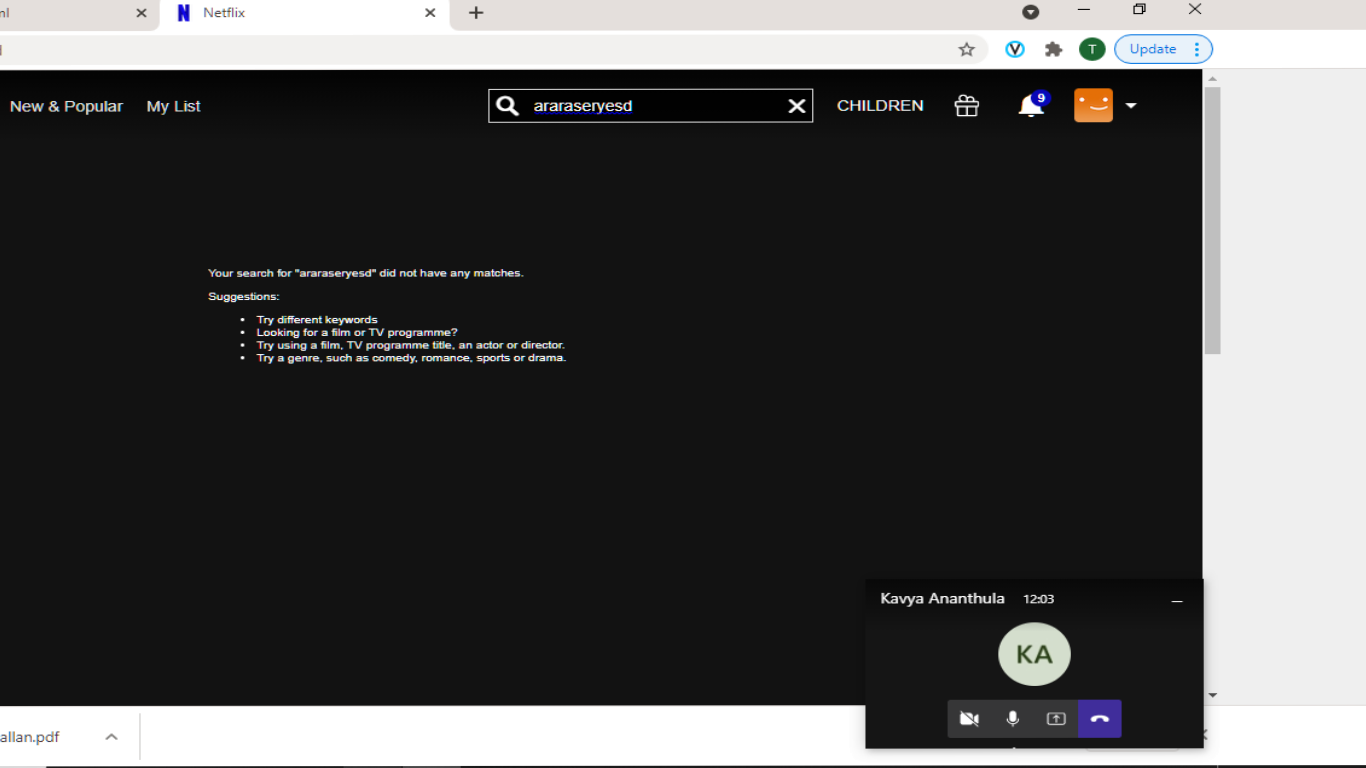 ml
Netflix
T
Update
New & Popular
My List
araraseryesd
CHILDREN
9
Your search for "araraseryesd" did not have any matches.
Suggestions:
Try different keywords
Looking for a film or TV programme?
Try using a film, TV programme title, an actor or director.
Try a genre, such as comedy, romance, sports or drama.
Kavya Ananthula 12:03
KA
allan.pdf